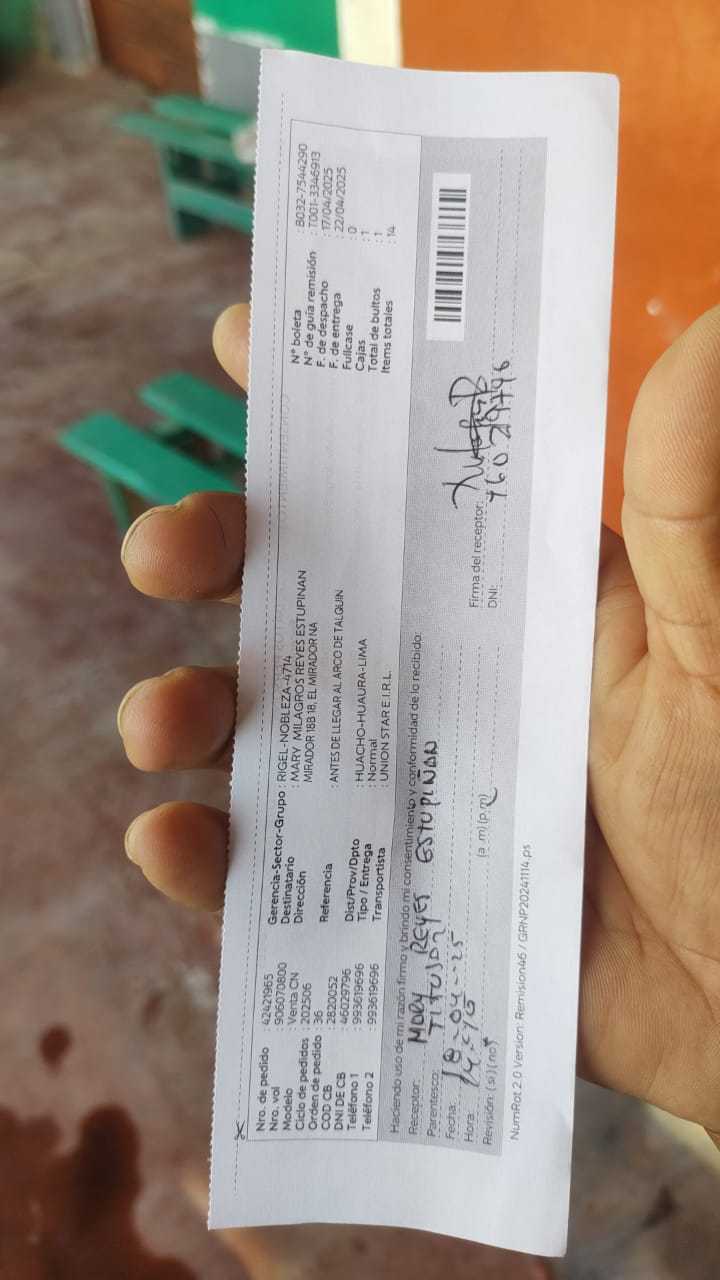 Nro. de pedido : 42421965
Nro. vol : 906070800
Modelo : Venta CN
Ciclo de pedidos : 202506
Orden de pedido : 36
COD CB : 2820052
DNI DE CB : 46029796
Teléfono 1 : 993619696
Teléfono 2 : 993619696
Gerencia-Sector-Grupo : RIGEL-NOBLEZA-4714
Destinatario : MARY MILAGROS REYES ESTUPINAN
Dirección : MIRADOR 18B 18, EL MIRADOR NA
Referencia : ANTES DE LLEGAR AL ARCO DE TALQUIN
Dist/Prov/Dpto : HUACHO-HUAURA-LIMA
Tipo / Entrega : Normal
Transportista : UNION STAR E.I.R.L.
N° boleta : B032-7544290
N° de guía remisión : T001-3346913
F. de despacho : 17/04/2025
F. de entrega : 22/04/2025
Fullcase : 0
Cajas : 1
Total de bultos : 1
Items totales : 14
Haciendo uso de mi razón firmo y brindo mi consentimiento y conformidad de lo recibido:
Receptor: MARY REYES ESTUPIÑAN
Parentesco: TITULAR
Fecha: 18-04-25
Hora: (a.m)(p.m)
Revisión: (si)(no)
Firma del receptor:
DNI:
NumRot 2.0 Version: Remision46 / GRNP20241114.ps